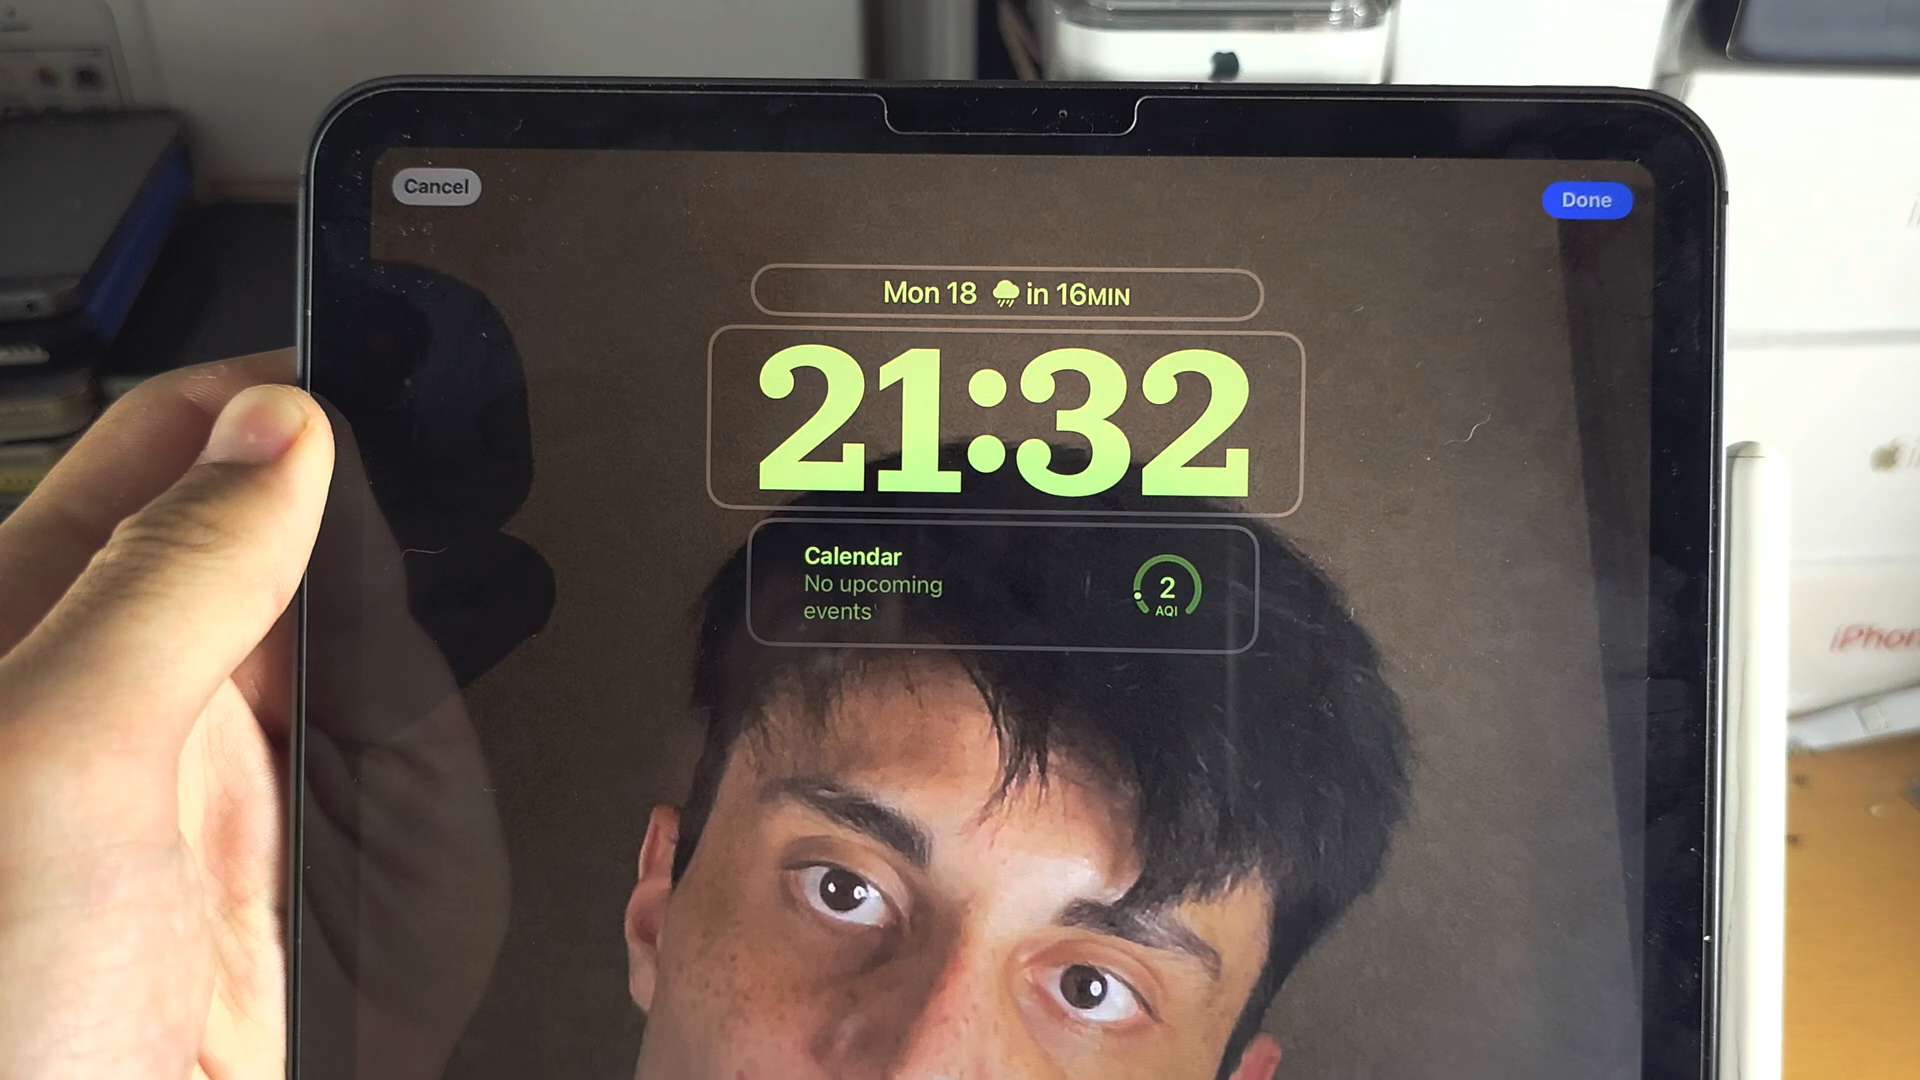 Cancel
Done
Mon 18 in 16MIN
21:32
Calendar
No upcoming
events
2
AQI